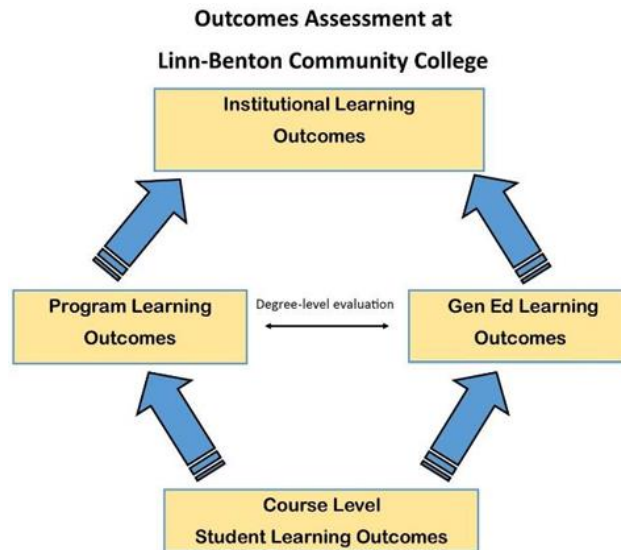 Outcomes Assessment at
Linn-Benton Community College
Institutional Learning
Outcomes
Program Learning
Outcomes
Degree-level evaluation
Gen Ed Learning
Outcomes
Course Level
Student Learning Outcomes